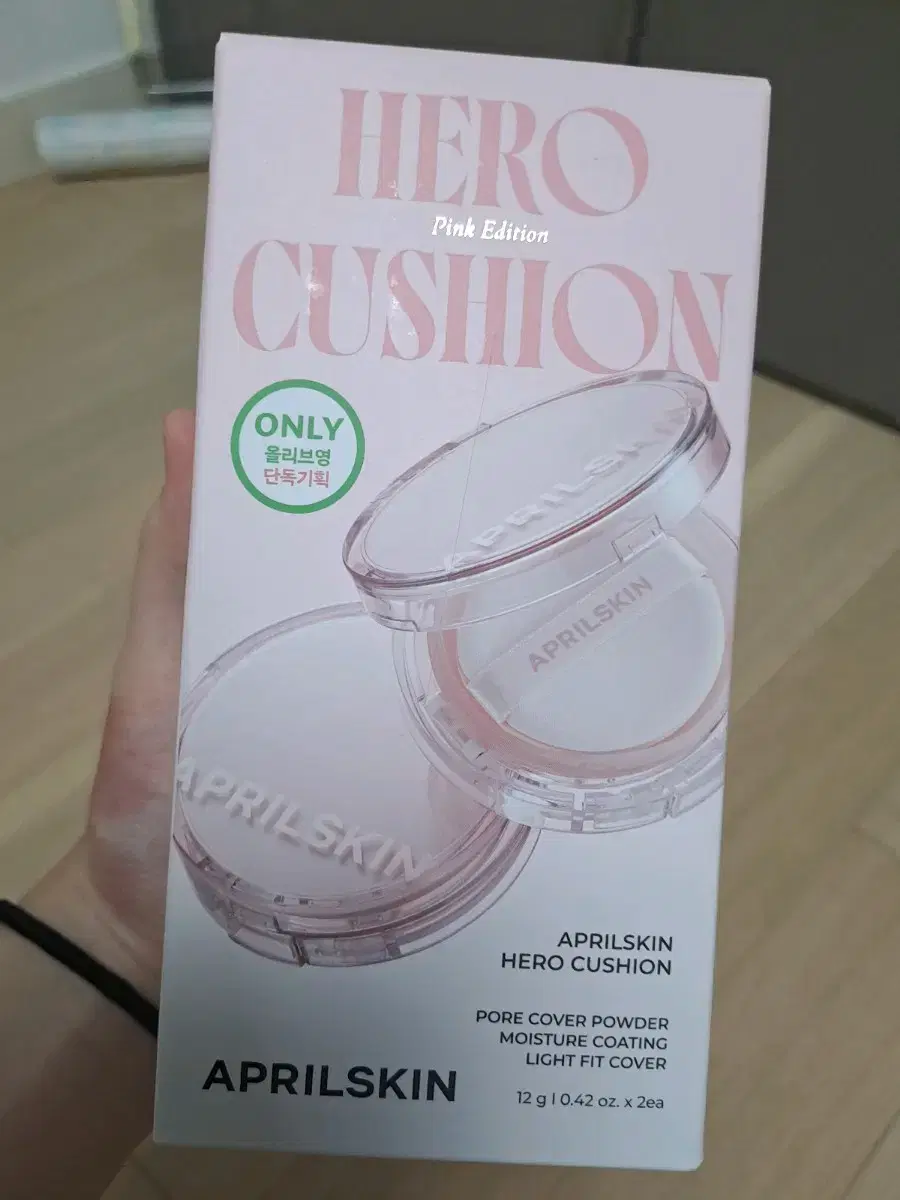 HERO
Pink Edition
CUSHION
ONLY
올리브영
단독기획
APRILSKIN
APRILSKIN
APRILSKIN
APRILSKIN
HERO CUSHION
PORE COVER POWDER
MOISTURE COATING
LIGHT FIT COVER
12 g l 0.42 oz. x 2ea
APRILSKIN